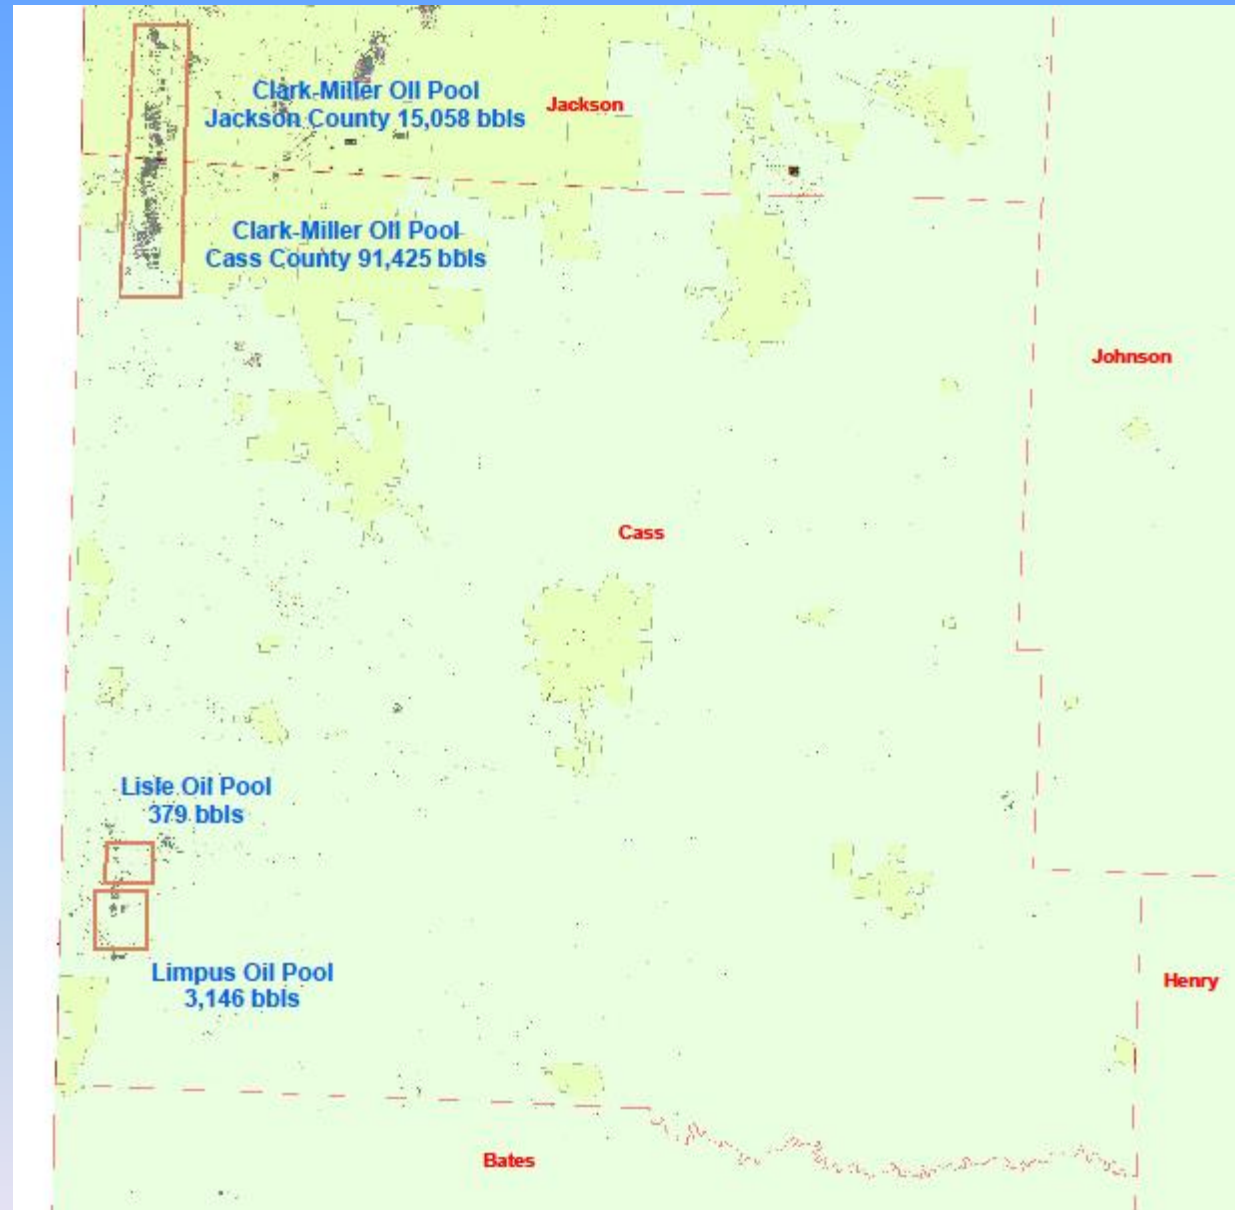 Clark-Miller Oil Pool
Jackson County 15,058 bbls
Jackson
Clark-Miller Oil Pool
Cass County 91,425 bbls
Johnson
Cass
Lisle Oil Pool
379 bbls
Limpus Oil Pool
3,146 bbls
Henry
Bates